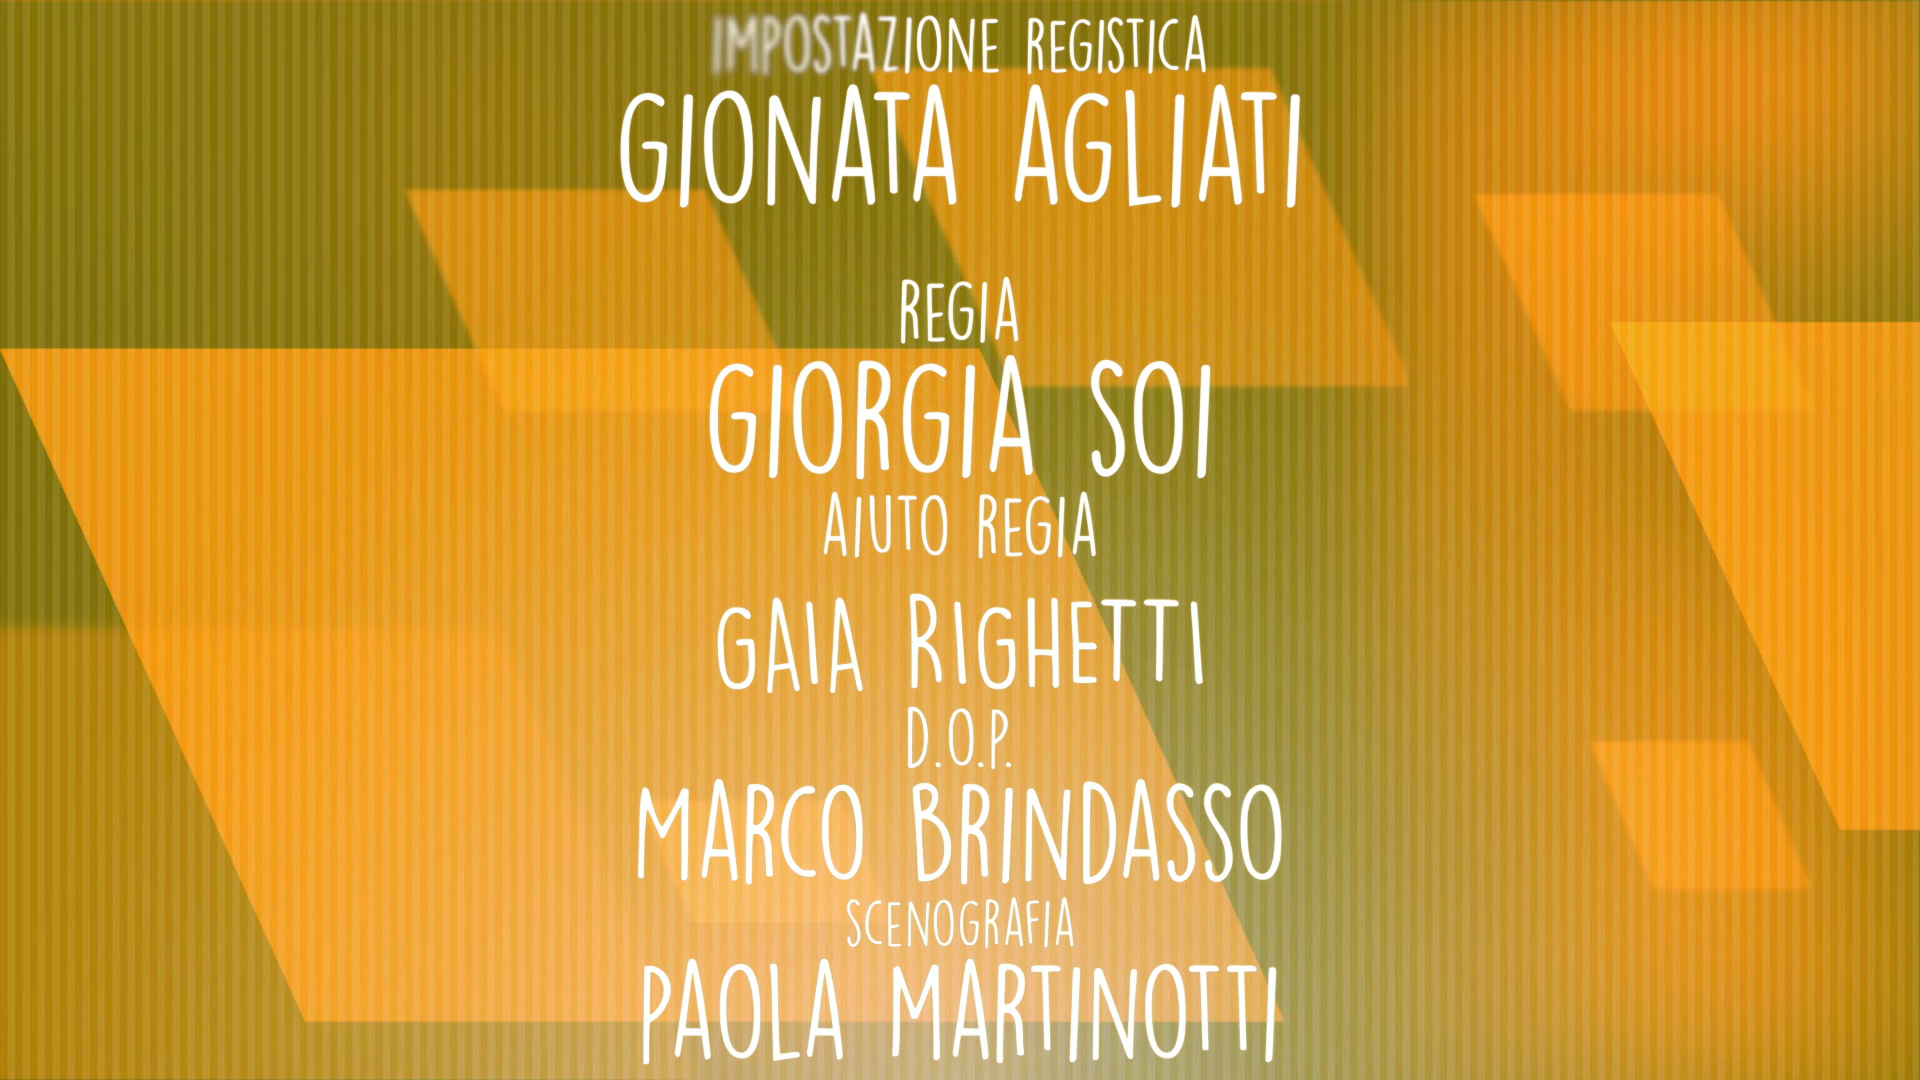 IMPOSTAZIONE REGISTICA
GIONATA AGLIATI
REGIA
GIORGIA SOI
AIUTO REGIA
GAIA RIGHETTI
D.O.P.
MARCO BRINDASSO
SCENOGRAFIA
PAOLA MARTINOTTI